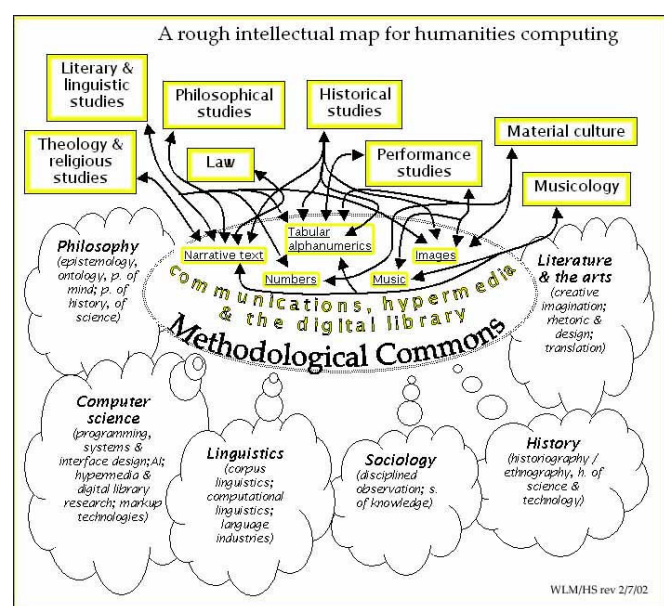 A rough intellectual map for humanities computing
Literary &
linguistic
studies
Philosophical
studies
Historical
studies
Material culture
Theology &
religious
studies
Law
Performance
studies
Musicology
Philosophy
(epistemology,
ontology, p. of
mind; p. of
history, of
science)
Narrative text
Tabular
alphanumerics
Images
Numbers
Music
communications, hypermedia
& the digital library
Methodological Commons
Literature
& the arts
(creative
imagination;
rhetoric &
design;
translation)
Computer
science
(programming,
systems &
interface design;AI;
hypermedia &
digital library
research; markup
technologies)
Linguistics
(corpus
linguistics;
computational
linguistics;
language
industries)
Sociology
(disciplined
observation; s.
of knowledge)
History
(historiography /
ethnography, h. of
science &
technology)
WLM/HS rev 2/7/02